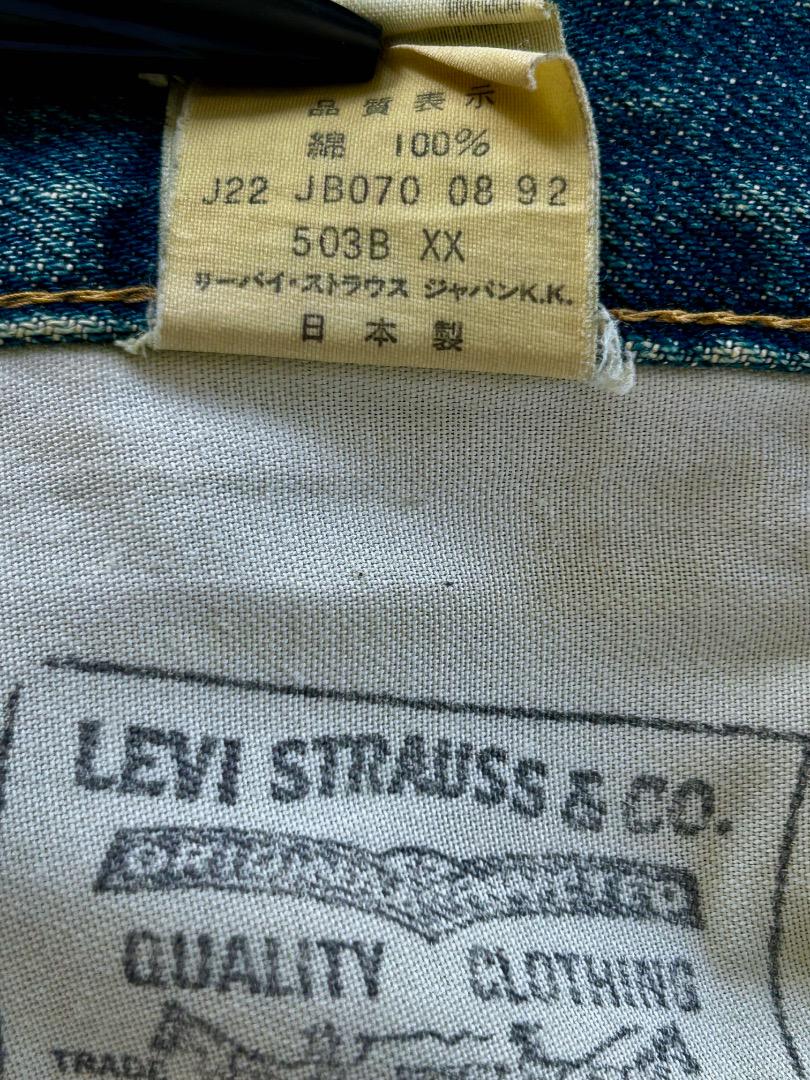 品質表示
綿 100%
J22 JB070 08 92
503B XX
リーバイ・ストラウス ジャパンK.K.
日本製
LEVI STRAUSS & CO.
QUALITY CLOTHING
TRADE